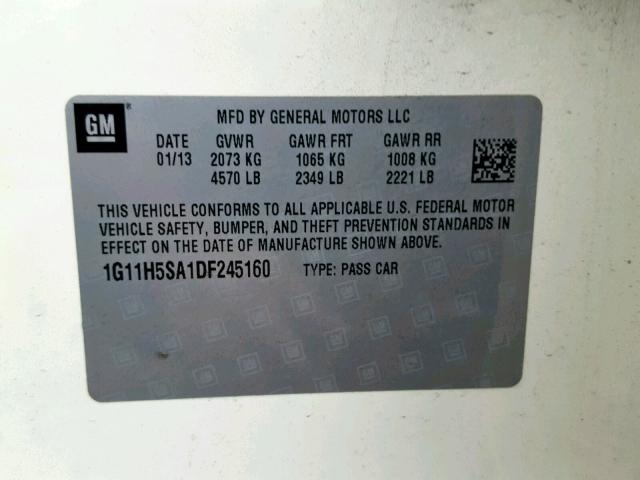 GM
®
MFD BY GENERAL MOTORS LLC
DATE GVWR GAWR FRT GAWR RR
01/13 2073 KG 1065 KG 1008 KG
4570 LB 2349 LB 2221 LB
THIS VEHICLE CONFORMS TO ALL APPLICABLE U.S. FEDERAL MOTOR
VEHICLE SAFETY, BUMPER, AND THEFT PREVENTION STANDARDS IN
EFFECT ON THE DATE OF MANUFACTURE SHOWN ABOVE.
1G11H5SA1DF245160 TYPE: PASS CAR